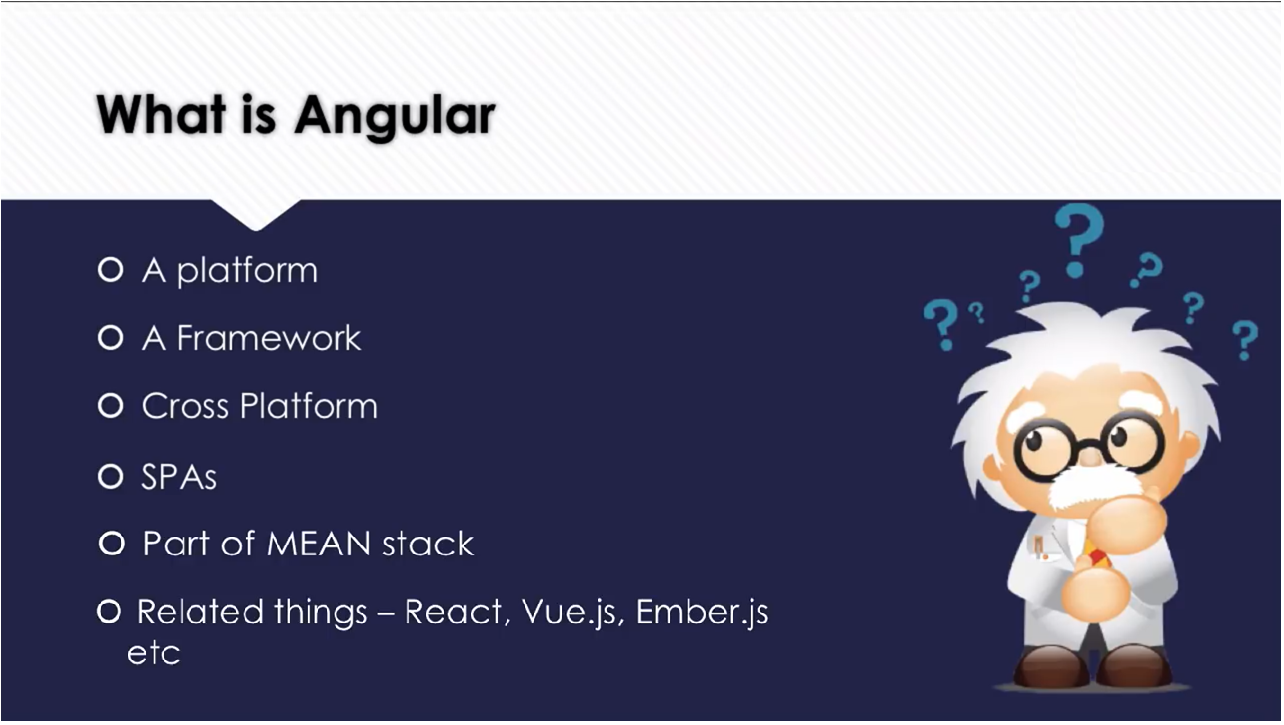 What is Angular
A platform
A Framework
Cross Platform
SPAs
Part of MEAN stack
Related things – React, Vue.js, Ember.js
etc